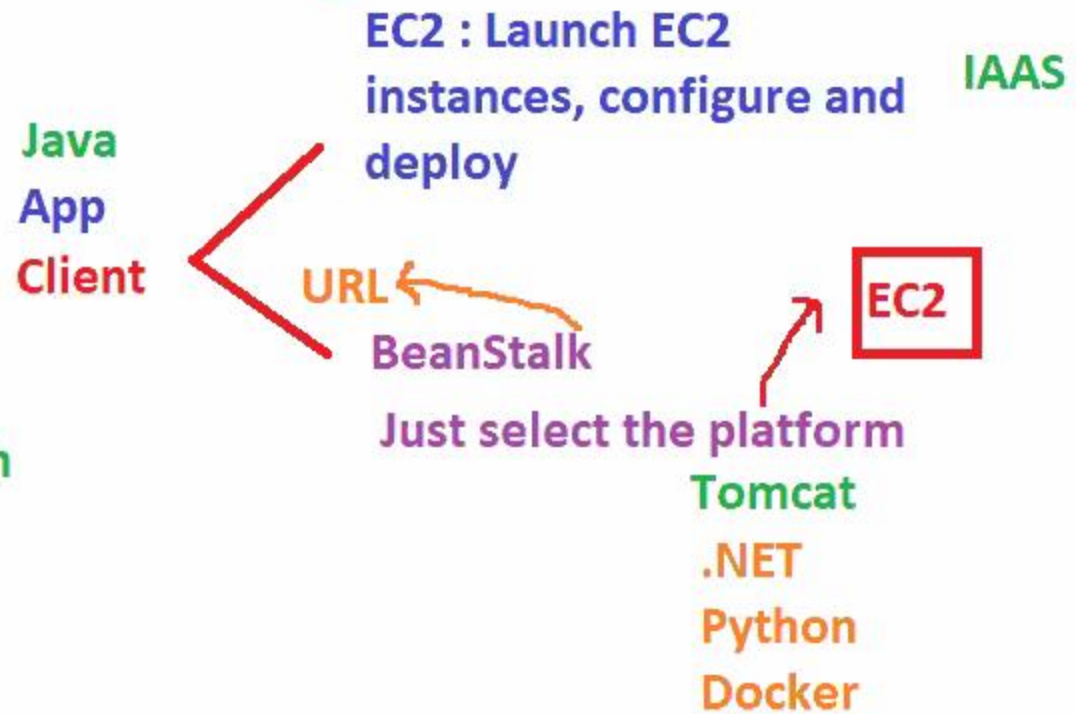 EC2 : Launch EC2
instances, configure and
deploy
IAAS
Java
App
Client
URL
EC2
BeanStalk
Just select the platform
Tomcat
.NET
Python
Docker